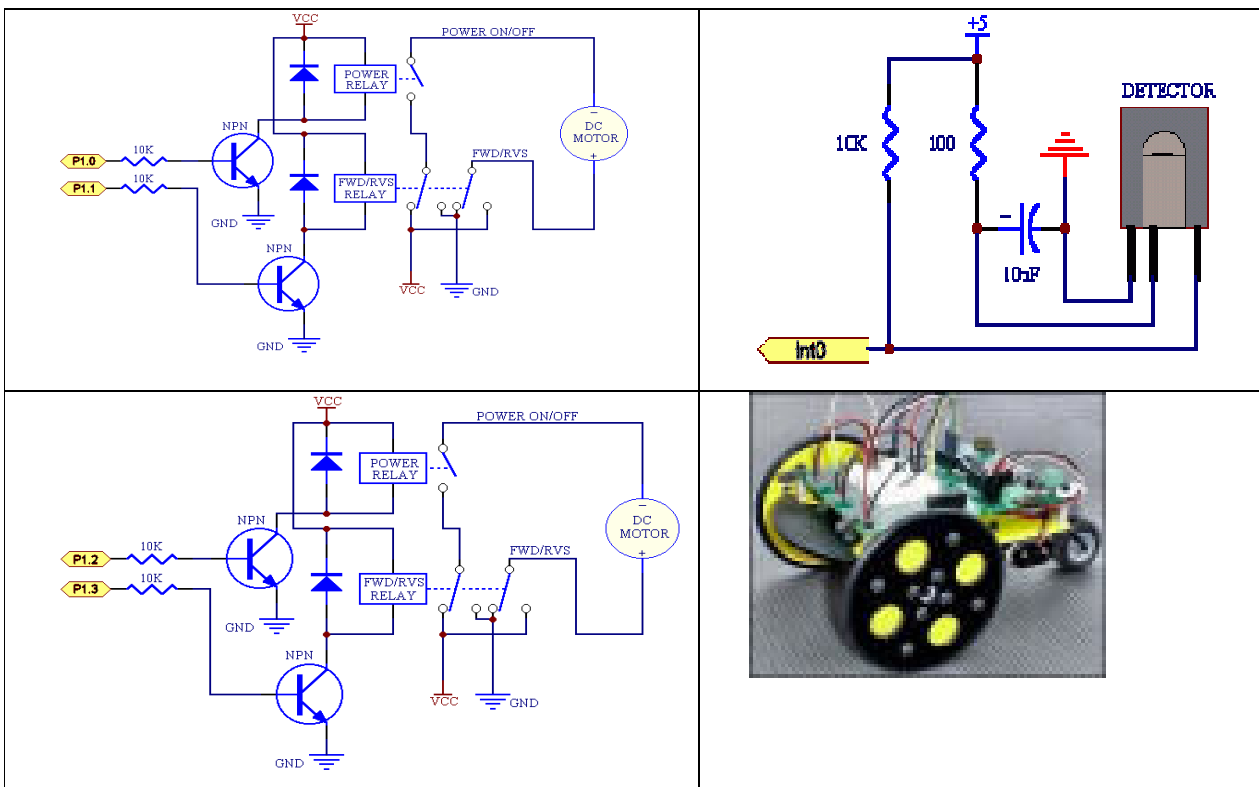 VCC
POWER ON/OFF
POWER
RELAY
NPN
P1.0
10K
P1.1
10K
GND
FWD/RVS
RELAY
FWD/RVS
−
DC
MOTOR
+
NPN
GND
VCC
GND
+5
DETECTOR
10K
100
−
10uF
Int3
VCC
POWER ON/OFF
POWER
RELAY
NPN
P1.2
10K
P1.3
10K
GND
FWD/RVS
RELAY
FWD/RVS
−
DC
MOTOR
+
NPN
GND
VCC
GND